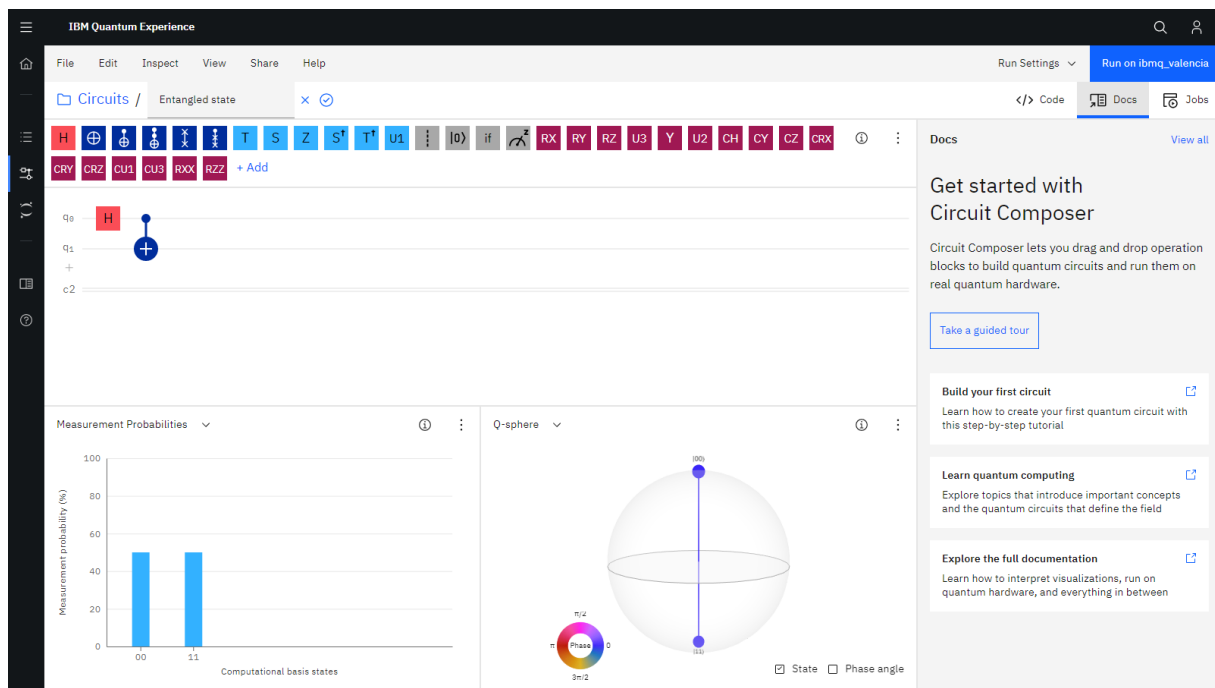 IBM Quantum Experience
File Edit Inspect View Share Help Run Settings Run on ibmq_valencia
Circuits / Entangled state </> Code Docs Jobs
H T S Z S† T† U1 |0⟩ if z RX RY RZ U3 Y U2 CH CY CZ CRX
CRY CRZ CU1 CU3 RXX RZZ + Add
q0 H
q1
+
c2
Docs View all
Get started with
Circuit Composer
Circuit Composer lets you drag and drop operation
blocks to build quantum circuits and run them on
real quantum hardware.
Take a guided tour
Build your first circuit
Learn how to create your first quantum circuit with
this step-by-step tutorial
Learn quantum computing
Explore topics that introduce important concepts
and the quantum circuits that define the field
Explore the full documentation
Learn how to interpret visualizations, run on
quantum hardware, and everything in between
Measurement Probabilities
Measurement probability (%)
100
80
60
40
20
0
00 11
Computational basis states
Q-sphere
|00⟩
|11⟩
π/2
π Phase 0
3π/2
State Phase angle